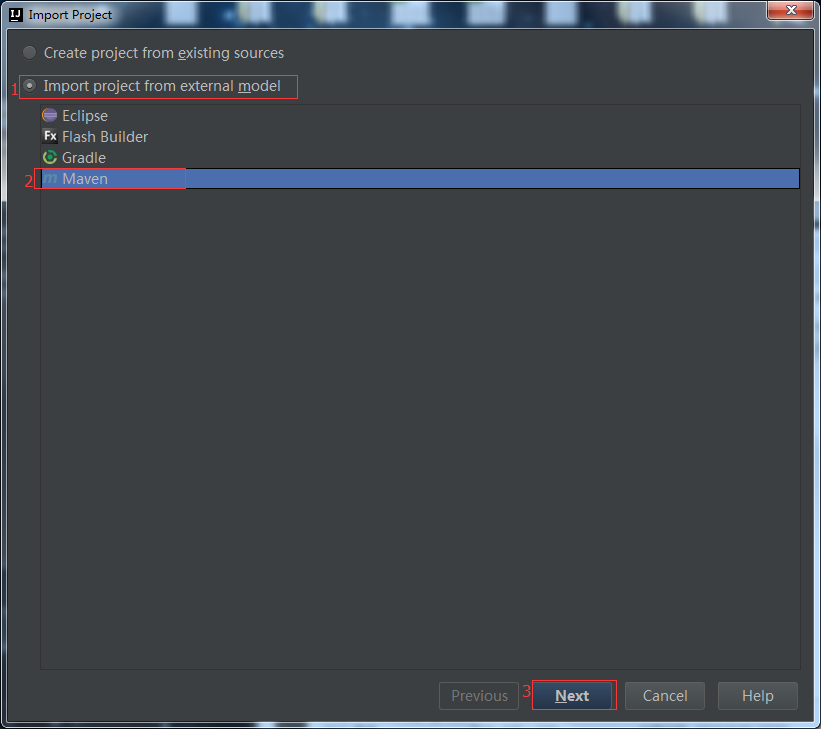 IJ Import Project
Create project from existing sources
1 Import project from external model
Eclipse
Fx Flash Builder
Gradle
2 m Maven
Previous 3 Next Cancel Help